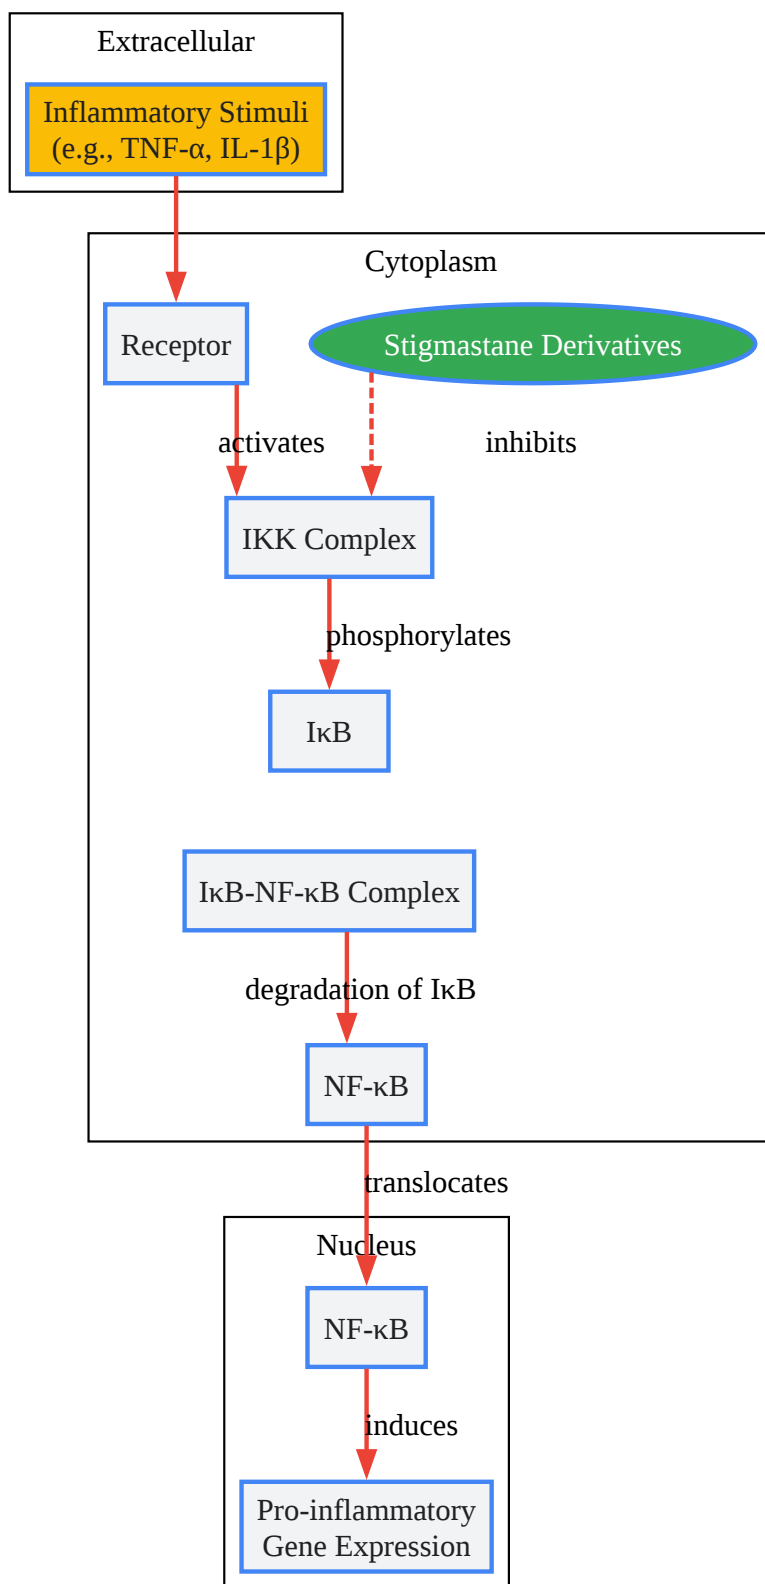 Extracellular
Inflammatory Stimuli
(e.g., TNF-α, IL-1β)
Cytoplasm
Receptor
Stigmastane Derivatives
activates
inhibits
IKK Complex
phosphorylates
IκB
IκB-NF-κB Complex
degradation of IκB
NF-κB
translocates
Nucleus
NF-κB
induces
Pro-inflammatory
Gene Expression